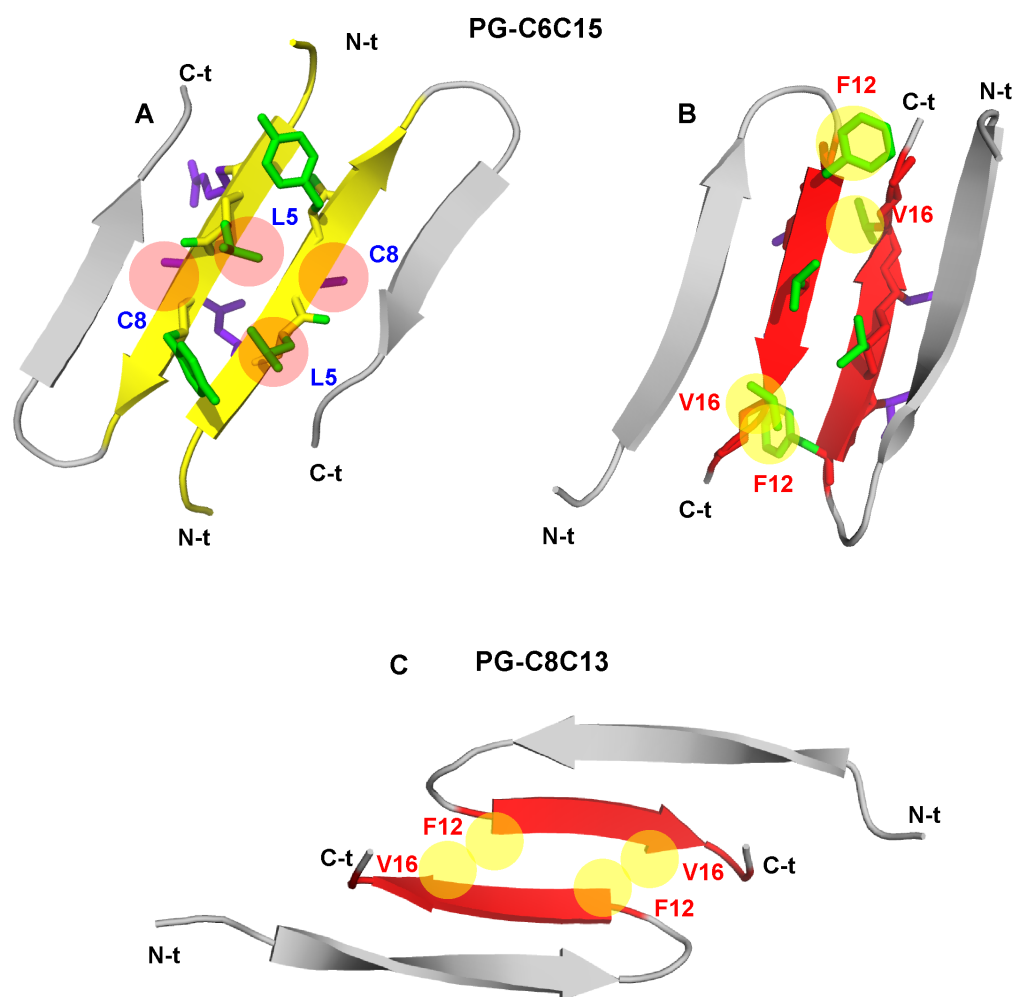 PG-C6C15
A
N-t
C-t
L5
C8
C8
L5
C-t
N-t
B
F12
C-t
N-t
V16
V16
F12
C-t
N-t
C
PG-C8C13
F12
N-t
C-t
V16
V16
C-t
F12
N-t